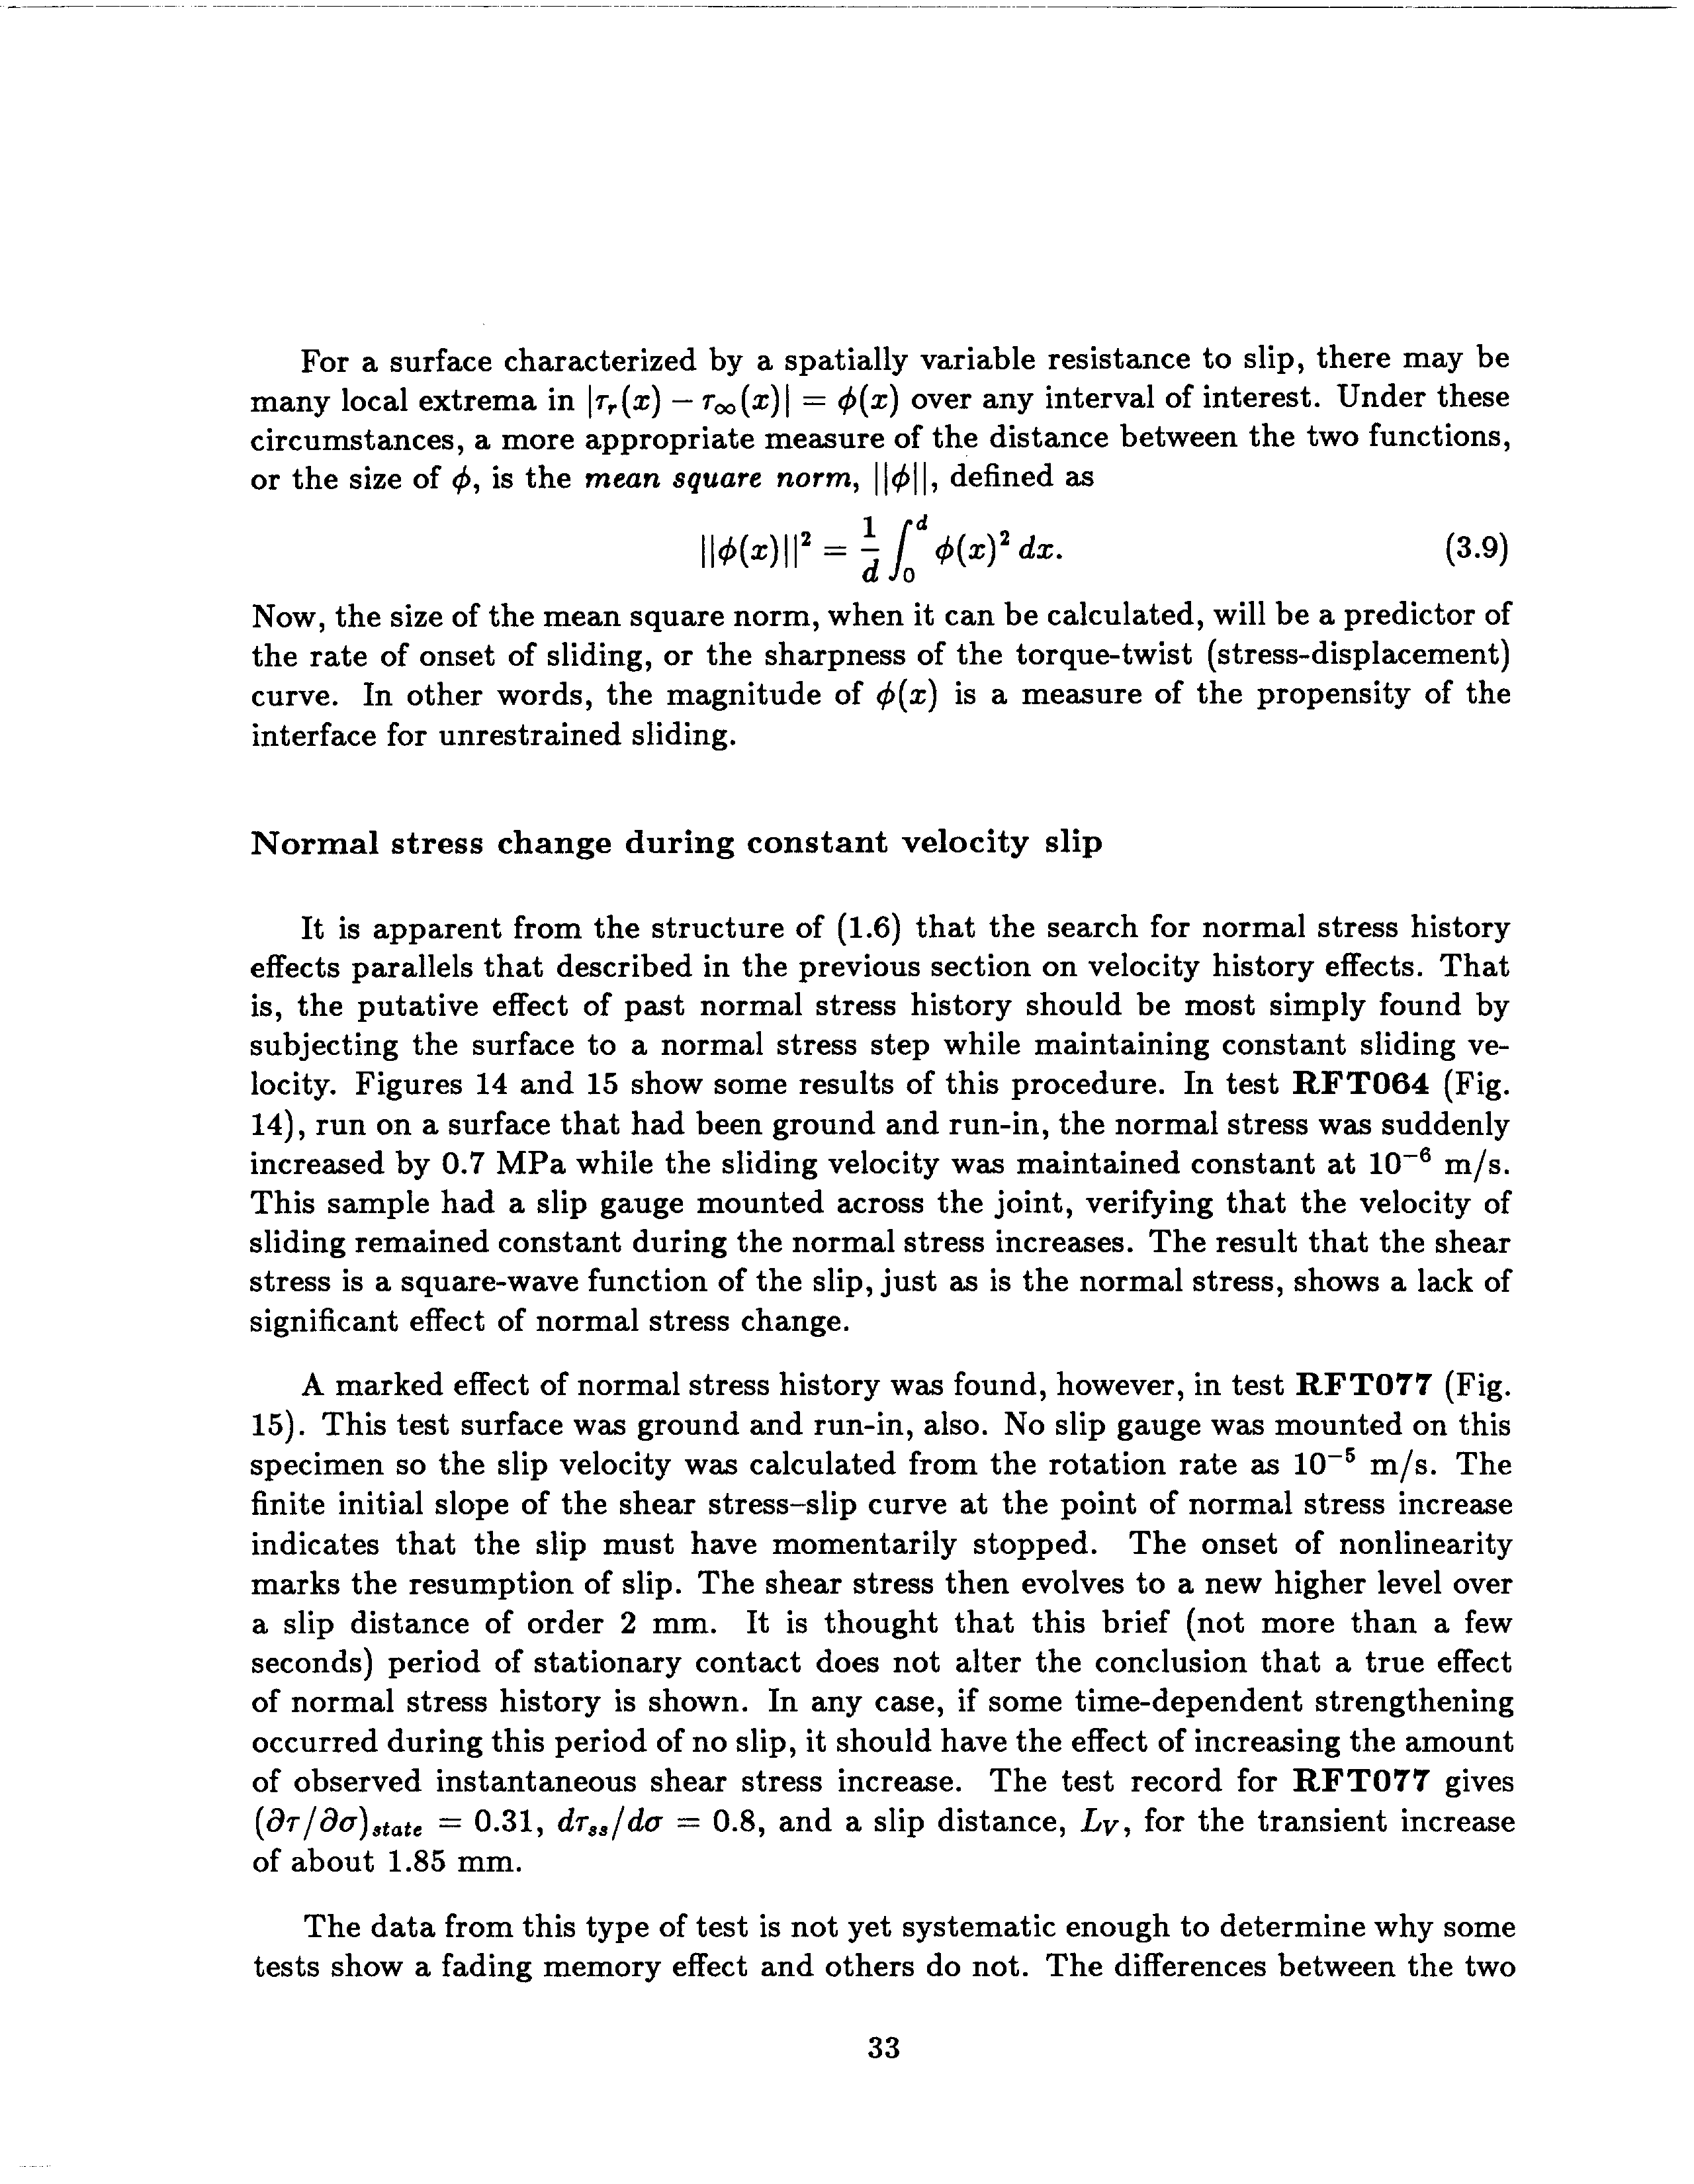 For a surface characterized by a spatially variable resistance to slip, there may be
many local extrema in |τ_r(x) − τ_∞(x)| = ϕ(x) over any interval of interest. Under these
circumstances, a more appropriate measure of the distance between the two functions,
or the size of ϕ, is the mean square norm, ||ϕ||, defined as
||ϕ(x)||² = 1/d ∫₀ᵈ ϕ(x)² dx. (3.9)
Now, the size of the mean square norm, when it can be calculated, will be a predictor of
the rate of onset of sliding, or the sharpness of the torque-twist (stress-displacement)
curve. In other words, the magnitude of ϕ(x) is a measure of the propensity of the
interface for unrestrained sliding.
Normal stress change during constant velocity slip
It is apparent from the structure of (1.6) that the search for normal stress history
effects parallels that described in the previous section on velocity history effects. That
is, the putative effect of past normal stress history should be most simply found by
subjecting the surface to a normal stress step while maintaining constant sliding ve-
locity. Figures 14 and 15 show some results of this procedure. In test RFT064 (Fig.
14), run on a surface that had been ground and run-in, the normal stress was suddenly
increased by 0.7 MPa while the sliding velocity was maintained constant at 10⁻⁶ m/s.
This sample had a slip gauge mounted across the joint, verifying that the velocity of
sliding remained constant during the normal stress increases. The result that the shear
stress is a square-wave function of the slip, just as is the normal stress, shows a lack of
significant effect of normal stress change.
A marked effect of normal stress history was found, however, in test RFT077 (Fig.
15). This test surface was ground and run-in, also. No slip gauge was mounted on this
specimen so the slip velocity was calculated from the rotation rate as 10⁻⁵ m/s. The
finite initial slope of the shear stress–slip curve at the point of normal stress increase
indicates that the slip must have momentarily stopped. The onset of nonlinearity
marks the resumption of slip. The shear stress then evolves to a new higher level over
a slip distance of order 2 mm. It is thought that this brief (not more than a few
seconds) period of stationary contact does not alter the conclusion that a true effect
of normal stress history is shown. In any case, if some time-dependent strengthening
occurred during this period of no slip, it should have the effect of increasing the amount
of observed instantaneous shear stress increase. The test record for RFT077 gives
(∂τ/∂σ)_state = 0.31, dτ_ss/dσ = 0.8, and a slip distance, L_V, for the transient increase
of about 1.85 mm.
The data from this type of test is not yet systematic enough to determine why some
tests show a fading memory effect and others do not. The differences between the two
33